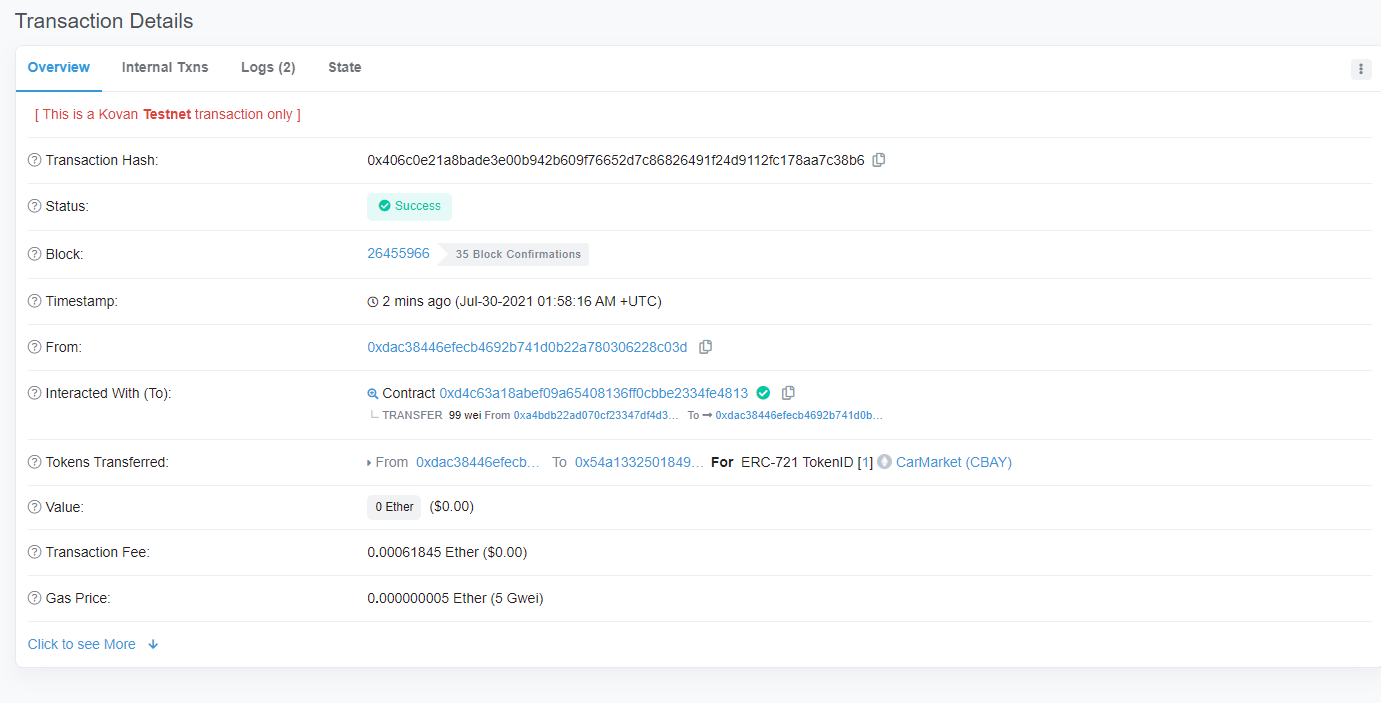 Transaction Details
Overview Internal Txns Logs (2) State
[ This is a Kovan Testnet transaction only ]
Transaction Hash: 0x406c0e21a8bade3e00b942b609f76652d7c86826491f24d9112fc178aa7c38b6
Status: Success
Block: 26455966 35 Block Confirmations
Timestamp: 2 mins ago (Jul-30-2021 01:58:16 AM +UTC)
From: 0xdac38446efecb4692b741d0b22a780306228c03d
Interacted With (To): Contract 0xd4c63a18abef09a65408136ff0cbbe2334fe4813
TRANSFER 99 wei From 0xa4bdb22ad070cf23347df4d3... To → 0xdac38446efecb4692b741d0b...
Tokens Transferred: From 0xdac38446efecb... To 0x54a1332501849... For ERC-721 TokenID [1] CarMarket (CBAY)
Value: 0 Ether ($0.00)
Transaction Fee: 0.00061845 Ether ($0.00)
Gas Price: 0.000000005 Ether (5 Gwei)
Click to see More